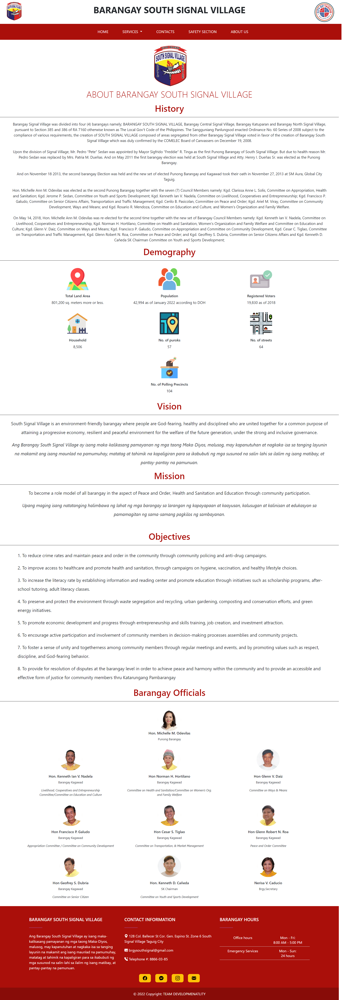 SOUTH SIGNAL VILLAGE
BARANGAY SOUTH SIGNAL VILLAGE
CITY OF TAGUIG
PHILIPPINES
HOME SERVICES CONTACTS SAFETY SECTION ABOUT US
GOD BLESS
SOUTH SIGNAL VILLAGE
PUBLIC
SERVICE
ABOUT BARANGAY SOUTH SIGNAL VILLAGE
History
Barangay Signal Village was divided into four (4) barangays namely; BARANGAY SOUTH SIGNAL VILLAGE, Barangay Central Signal Village, Barangay Katuparan and Barangay North Signal Village,
pursuant to Section 385 and 386 of RA 7160 otherwise known as The Local Gov't Code of the Philippines. The Sangguniang Panlungsod enacted Ordinance No. 60 Series of 2008 subject to the
compliance of various requirements, the creation of SOUTH SIGNAL VILLAGE composed of areas segregated from other Barangay Signal Village voted in favor of the creation of Barangay South
Signal Village which was duly confirmed by the COMELEC Board of Canvassers on December 19, 2008.
Upon the division of Signal Village, Mr. Pedro “Pete” Sedan was appointed by Mayor Sigfrido “Freddie” R. Tinga as the first Punong Barangay of South Signal Village. But due to health reason Mr.
Pedro Sedan was replaced by Mrs. Patria M. Dueñas. And on May 2011 the first barangay election was held at South Signal Village and Atty. Henry I. Dueñas Sr. was elected as the Punong
Barangay.
And on November 18 2013, the second barangay Election was held and the new set of elected Punong Barangay and Kagawad took their oath in November 27, 2013 at SM Aura, Global City
Taguig.
Hon. Michelle Ann M. Odevilas was elected as the second Punong Barangay together with the seven (7) Council Members namely: Kgd. Clarissa Anne L. Solis, Committee on Appropriation, Health
and Sanitation; Kgd. Jerome P. Sedan, Committee on Youth and Sports Development; Kgd. Kenneth Ian V. Nadela, Committee on Livelihood, Cooperatives and Entrepreneurship; Kgd. Francisco P.
Galudo, Committee on Senior Citizens Affairs, Transportation and Traffic Management; Kgd. Cerilo B. Pasicolan, Committee on Peace and Order; Kgd. Ariel M. Viray, Committee on Community
Development, Ways and Means; and Kgd. Rosario R. Mendoza, Committee on Education and Culture, and Women's Organization and Family Welfare.
On May 14, 2018, Hon. Michelle Ann M. Odevilas was re-elected for the second time together with the new set of Barangay Council Members namely: Kgd. Kenneth Ian V. Nadela, Committee on
Livelihood, Cooperatives and Entrepreneurship, Kgd. Norman H. Hortilano, Committee on Health and Sanitation, Women's Organization and Family Welfare and Committee on Education and
Culture; Kgd. Glenn V. Daiz, Committee on Ways and Means; Kgd. Francisco P. Galudo, Committee on Appropriation and Committee on Community Development, Kgd. Cesar C. Tiglao, Committee
on Transportation and Traffic Management, Kgd. Glenn Robert N. Roa, Committee on Peace and Order; and Kgd. Geoffrey S. Dubria, Committee on Senior Citizens Affairs and Kgd. Kenneth D.
Cañeda SK Chairman Committee on Youth and Sports Development;
Demography
Total Land Area
801,200 sq. meters more or less.
Population
42,994 as of January 2022 according to DOH
Registered Voters
19,830 as of 2018
Household
8,506
No. of puroks
57
No. of streets
64
No. of Polling Precincts
104
Vision
South Signal Village is an environment-friendly barangay where people are God-fearing, healthy and disciplined who are united together for a common purpose of
attaining a progressive economy, resilient and peaceful environment for the welfare of the future generation, under the strong and inclusive governance.
Ang Barangay South Signal Village ay isang maka-kalikasang pamayanan ng mga taong Maka-Diyos, malusog, may kapanutuhan at nagkaka-isa sa tanging layunin
na makamit ang isang maunlad na pamumuhay, matatag at tahimik na kapaligiran para sa ikabubuti ng mga susunod na salin-lahi sa ilalim ng isang matibay, at
pantay-pantay na pamunuan.
Mission
To become a role model of all barangay in the aspect of Peace and Order, Health and Sanitation and Education through community participation.
Upang maging isang natatanging halimbawa ng lahat ng mga barangay sa larangan ng kapayapaan at kaayusan, kalusugan at kalinisan at edukasyon sa
pamamagitan ng sama-samang pagkilos ng sambayanan.
Objectives
1. To reduce crime rates and maintain peace and order in the community through community policing and anti-drug campaigns.
2. To improve access to healthcare and promote health and sanitation, through campaigns on hygiene, vaccination, and healthy lifestyle choices.
3. To increase the literacy rate by establishing information and reading center and promote education through initiatives such as scholarship programs, after-
school tutoring, adult literacy classes.
4. To preserve and protect the environment through waste segregation and recycling, urban gardening, composting and conservation efforts, and green
energy initiatives.
5. To promote economic development and progress through entrepreneurship and skills training, job creation, and investment attraction.
6. To encourage active participation and involvement of community members in decision-making processes assemblies and community projects.
7. To foster a sense of unity and togetherness among community members through regular meetings and events, and by promoting values such as respect,
discipline, and God-fearing behavior.
8. To provide for resolution of disputes at the barangay level in order to achieve peace and harmony within the community and to provide an accessible and
effective form of justice for community members thru Katarungang Pambarangay
Barangay Officials
Hon. Michelle M. Odevilas
Punong Barangay
Hon. Kenneth Ian V. Nadela
Barangay Kagawad
Livelihood, Cooperatives and Entrepreneurship
Committee/Committee on Education and Culture
Hon Norman H. Hortilano
Barangay Kagawad
Committee on Health and Sanitation/Committee on Women's Org.
and Family Welfare
Hon Glenn V. Daiz
Barangay Kagawad
Committee on Ways & Means
Hon Francisco P. Galudo
Barangay Kagawad
Appropriation Committee / Committee on Community Development
Hon Cesar S. Tiglao
Barangay Kagawad
Committee on Transportation, & Market Management
Hon Glenn Robert N. Roa
Barangay Kagawad
Peace and Order Committee
Hon Geofrey S. Dubria
Barangay Kagawad
Committee on Senior Citizen
Hon. Kenneth D. Cañeda
SK Chairman
Committee on Youth and Sports Development
Nerisa V. Caducio
Brgy.Secretary
BARANGAY SOUTH SIGNAL VILLAGE
Ang Barangay South Signal Village ay isang maka-
kalikasang pamayanan ng mga taong Maka-Diyos,
malusog, may kapanutuhan at nagkaka-isa sa tanging
layunin na makamit ang isang maunlad na pamumuhay,
matatag at tahimik na kapaligiran para sa ikabubuti ng
mga susunod na salin-lahi sa ilalim ng isang matibay, at
pantay-pantay na pamunuan.
CONTACT INFORMATION
128 Col. Ballecer St Cor. Gen. Espino St. Zone 6 South
Signal Village Taguig City
brgysouthsignal@gmail.com
Telephone #: 8866-03-85
BARANGAY HOURS
Office hours
Mon - Fri:
8:00 AM - 5:00 PM
Emergency Services
Mon - Sun:
24 hours
© 2022 Copyright: TEAM DEVELOPMENATLITY